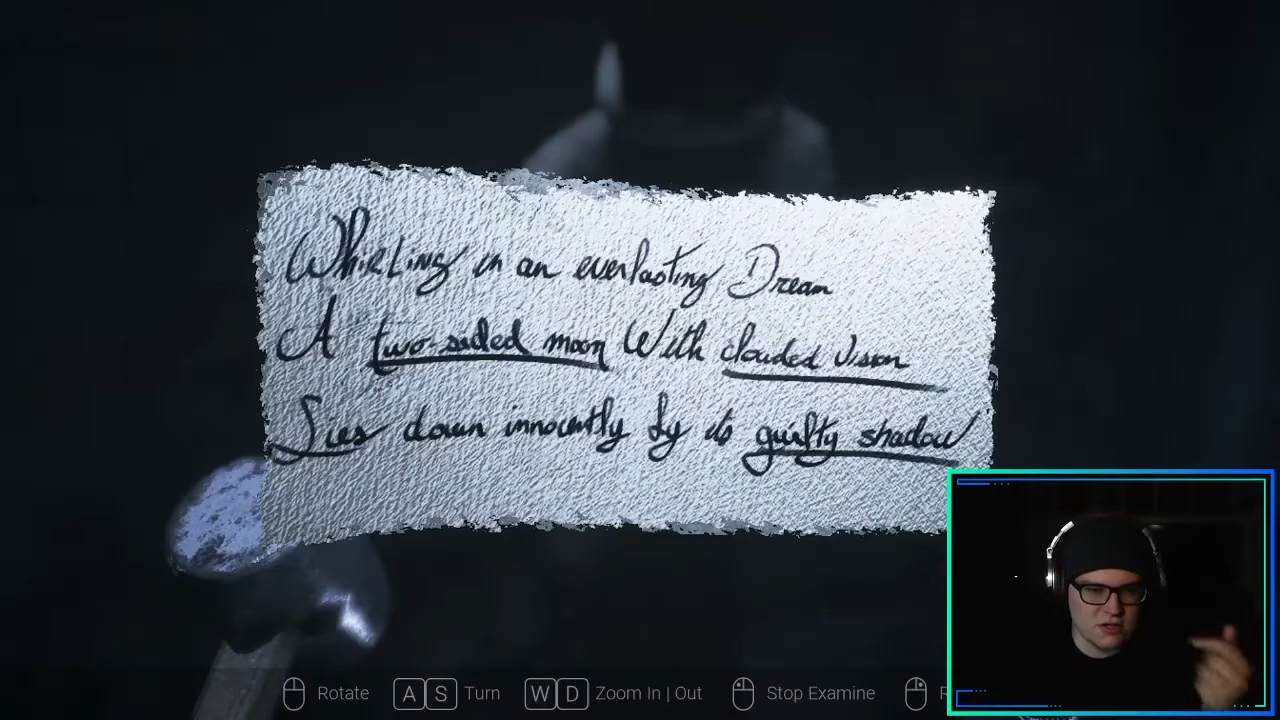 Whirling in an everlasting Dream
A two-sided moon With clouded vision
Lies down innocently by its guilty shadow
Rotate A S Turn W D Zoom In | Out Stop Examine